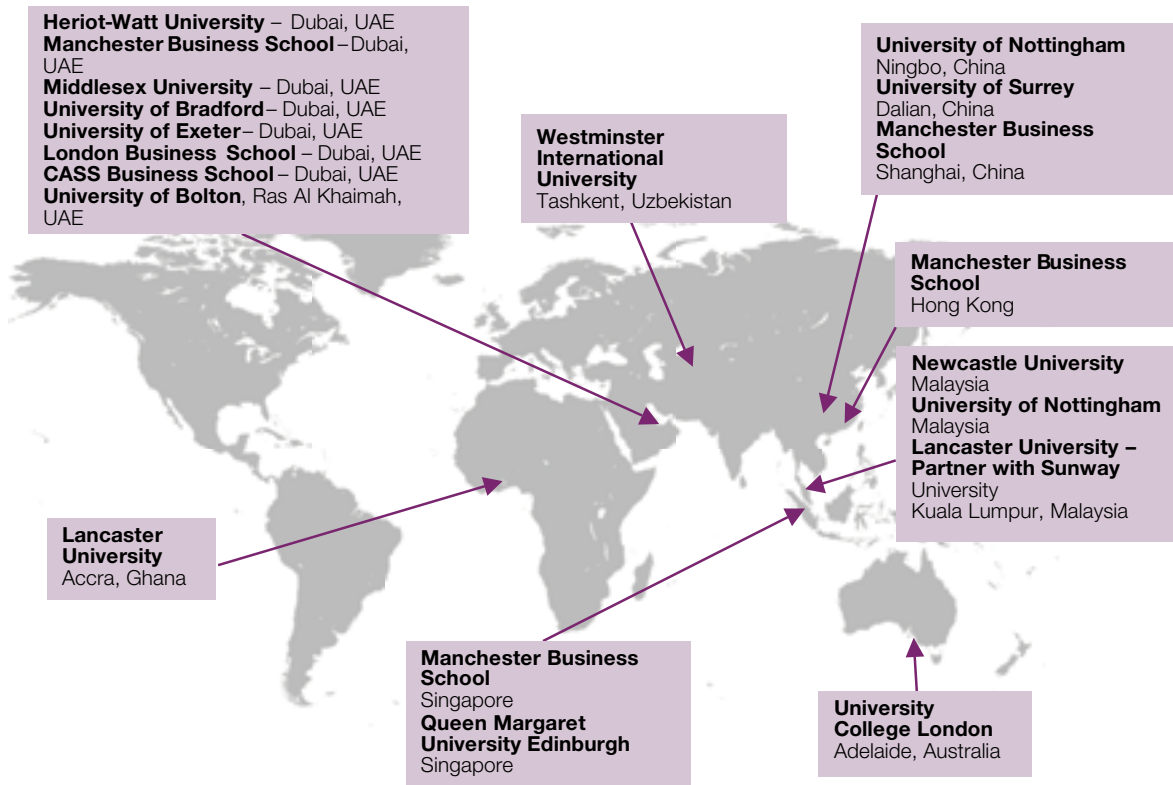 Heriot-Watt University – Dubai, UAE
Manchester Business School – Dubai,
UAE
Middlesex University – Dubai, UAE
University of Bradford – Dubai, UAE
University of Exeter – Dubai, UAE
London Business School – Dubai, UAE
CASS Business School – Dubai, UAE
University of Bolton, Ras Al Khaimah,
UAE
Westminster
International
University
Tashkent, Uzbekistan
University of Nottingham
Ningbo, China
University of Surrey
Dalian, China
Manchester Business
School
Shanghai, China
Manchester Business
School
Hong Kong
Newcastle University
Malaysia
University of Nottingham
Malaysia
Lancaster University –
Partner with Sunway
University
Kuala Lumpur, Malaysia
Lancaster
University
Accra, Ghana
Manchester Business
School
Singapore
Queen Margaret
University Edinburgh
Singapore
University
College London
Adelaide, Australia